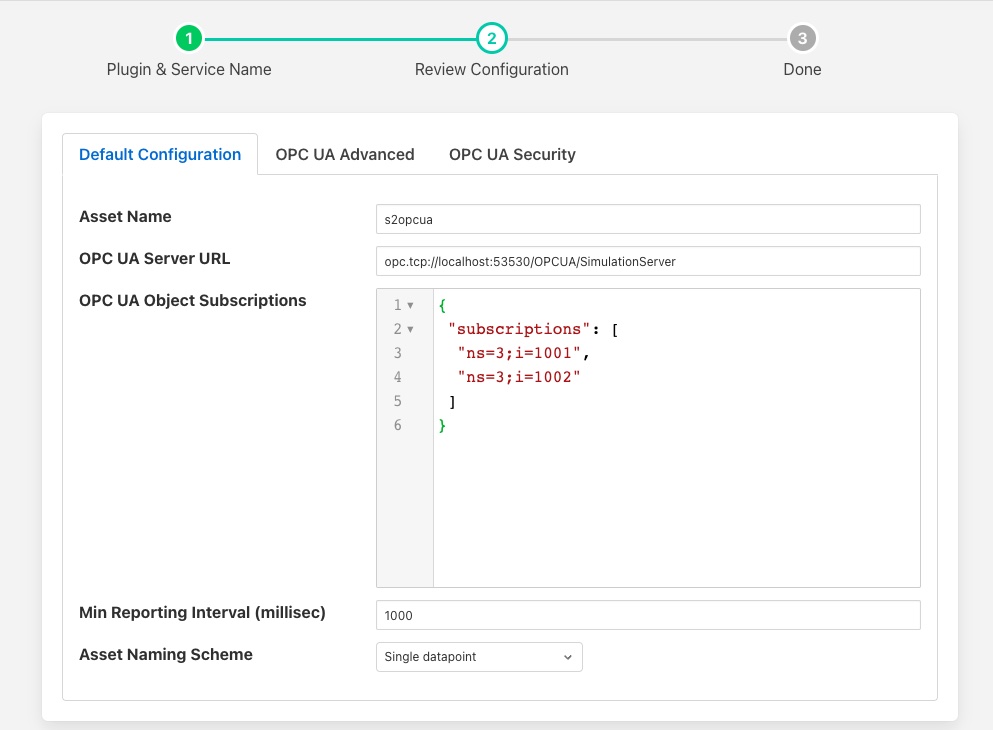 1
2
3
Plugin & Service Name
Review Configuration
Done
Default Configuration
OPC UA Advanced
OPC UA Security
Asset Name
s2opcua
OPC UA Server URL
opc.tcp://localhost:53530/OPCUA/SimulationServer
OPC UA Object Subscriptions
1 {
2 "subscriptions": [
3 "ns=3;i=1001",
4 "ns=3;i=1002"
5 ]
6 }
Min Reporting Interval (millisec)
1000
Asset Naming Scheme
Single datapoint